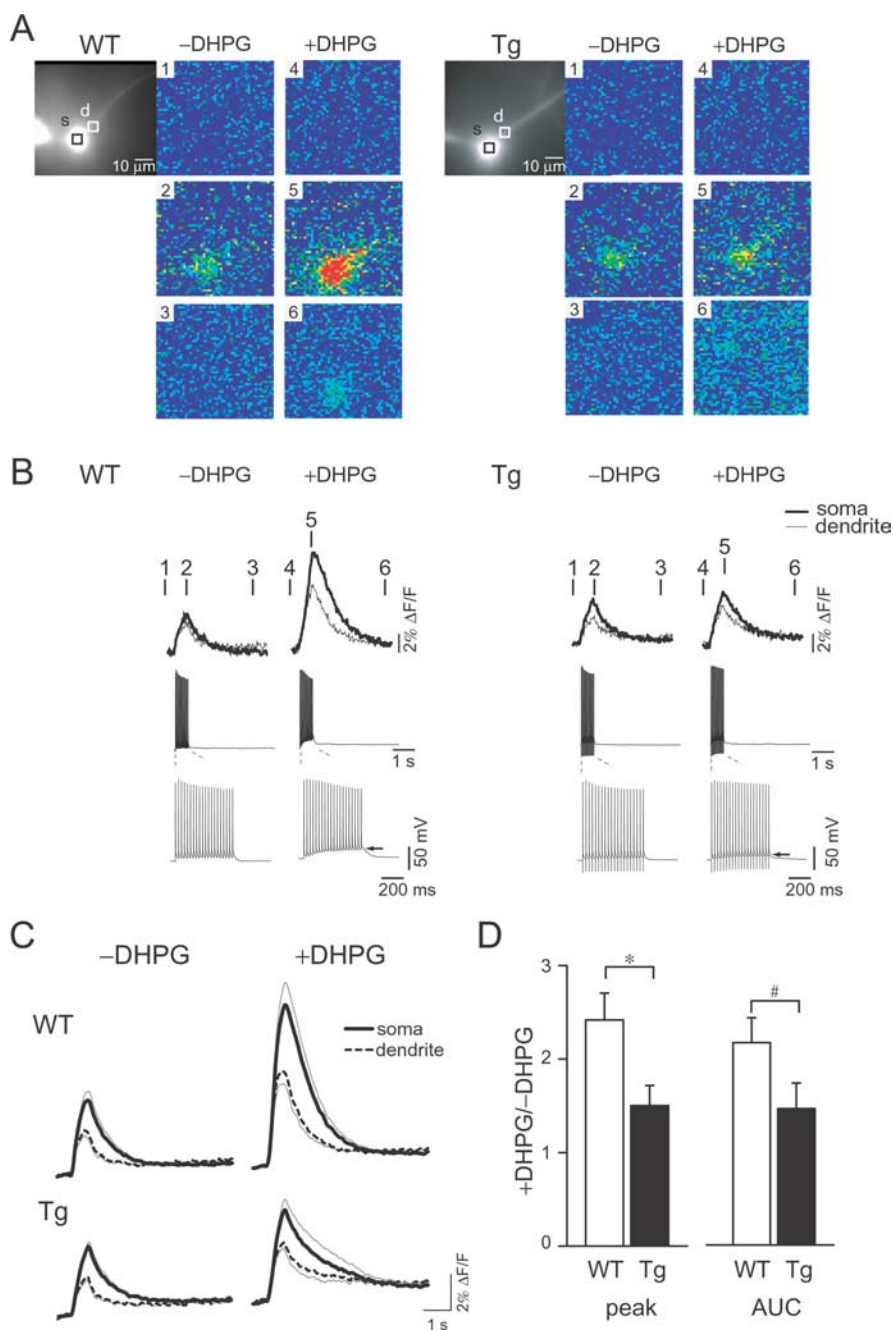 A
WT
−DHPG
+DHPG
Tg
−DHPG
+DHPG
1
4
1
4
s
d
10 μm
s
d
10 μm
2
5
2
5
3
6
3
6
B
WT
−DHPG
+DHPG
Tg
−DHPG
+DHPG
soma
dendrite
1
2
3
4
5
6
2% ΔF/F
1
2
3
4
5
6
2% ΔF/F
1 s
1 s
50 mV
200 ms
50 mV
200 ms
C
−DHPG
+DHPG
WT
soma
dendrite
Tg
2% ΔF/F
1 s
D
+DHPG/−DHPG
3
2
1
0
*
#
WT Tg WT Tg
peak AUC